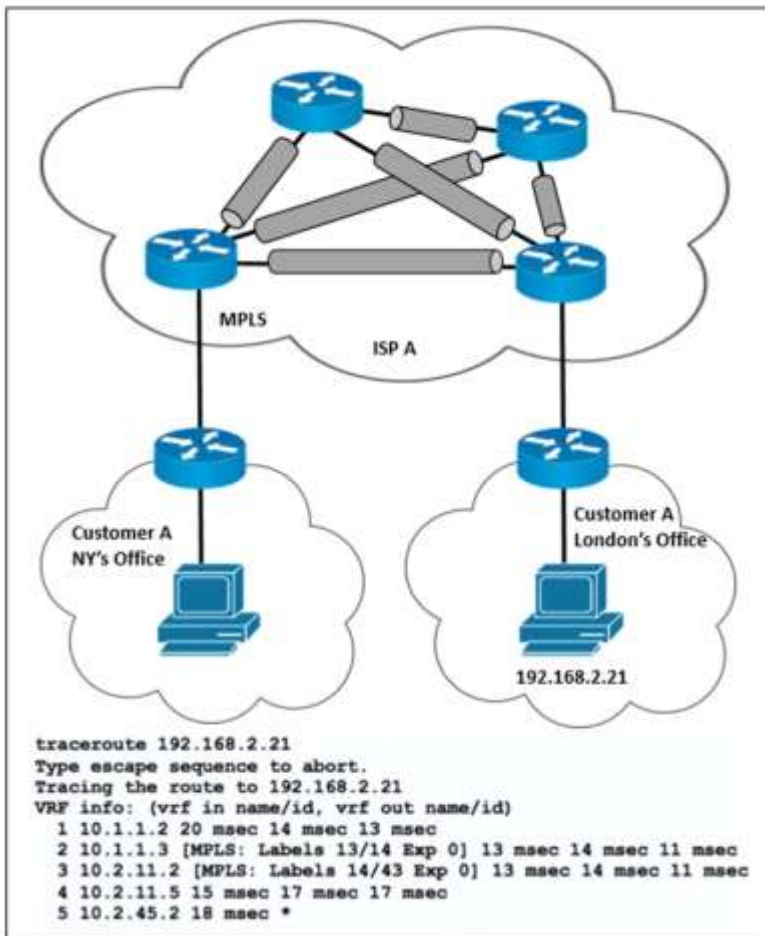 MPLS
ISP A
Customer A
NY's Office
Customer A
London's Office
192.168.2.21
traceroute 192.168.2.21
Type escape sequence to abort.
Tracing the route to 192.168.2.21
VRF info: (vrf in name/id, vrf out name/id)
1 10.1.1.2 20 msec 14 msec 13 msec
2 10.1.1.3 [MPLS: Labels 13/14 Exp 0] 13 msec 14 msec 11 msec
3 10.2.11.2 [MPLS: Labels 14/43 Exp 0] 13 msec 14 msec 11 msec
4 10.2.11.5 15 msec 17 msec 17 msec
5 10.2.45.2 18 msec *